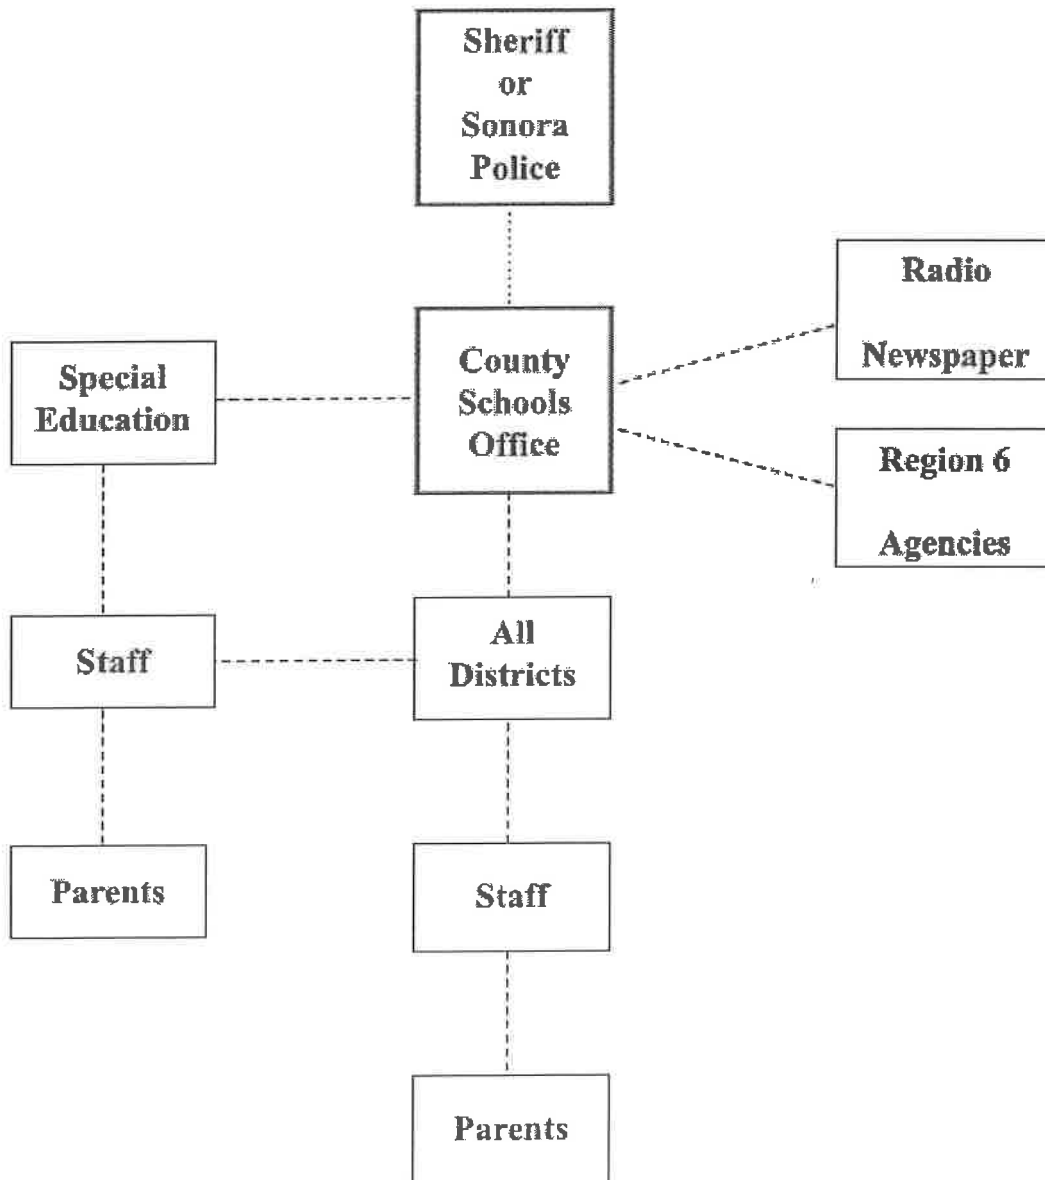 Sheriff
or
Sonora
Police
Radio
Newspaper
County
Schools
Office
Special
Education
Region 6
Agencies
All
Districts
Staff
Parents
Staff
Parents